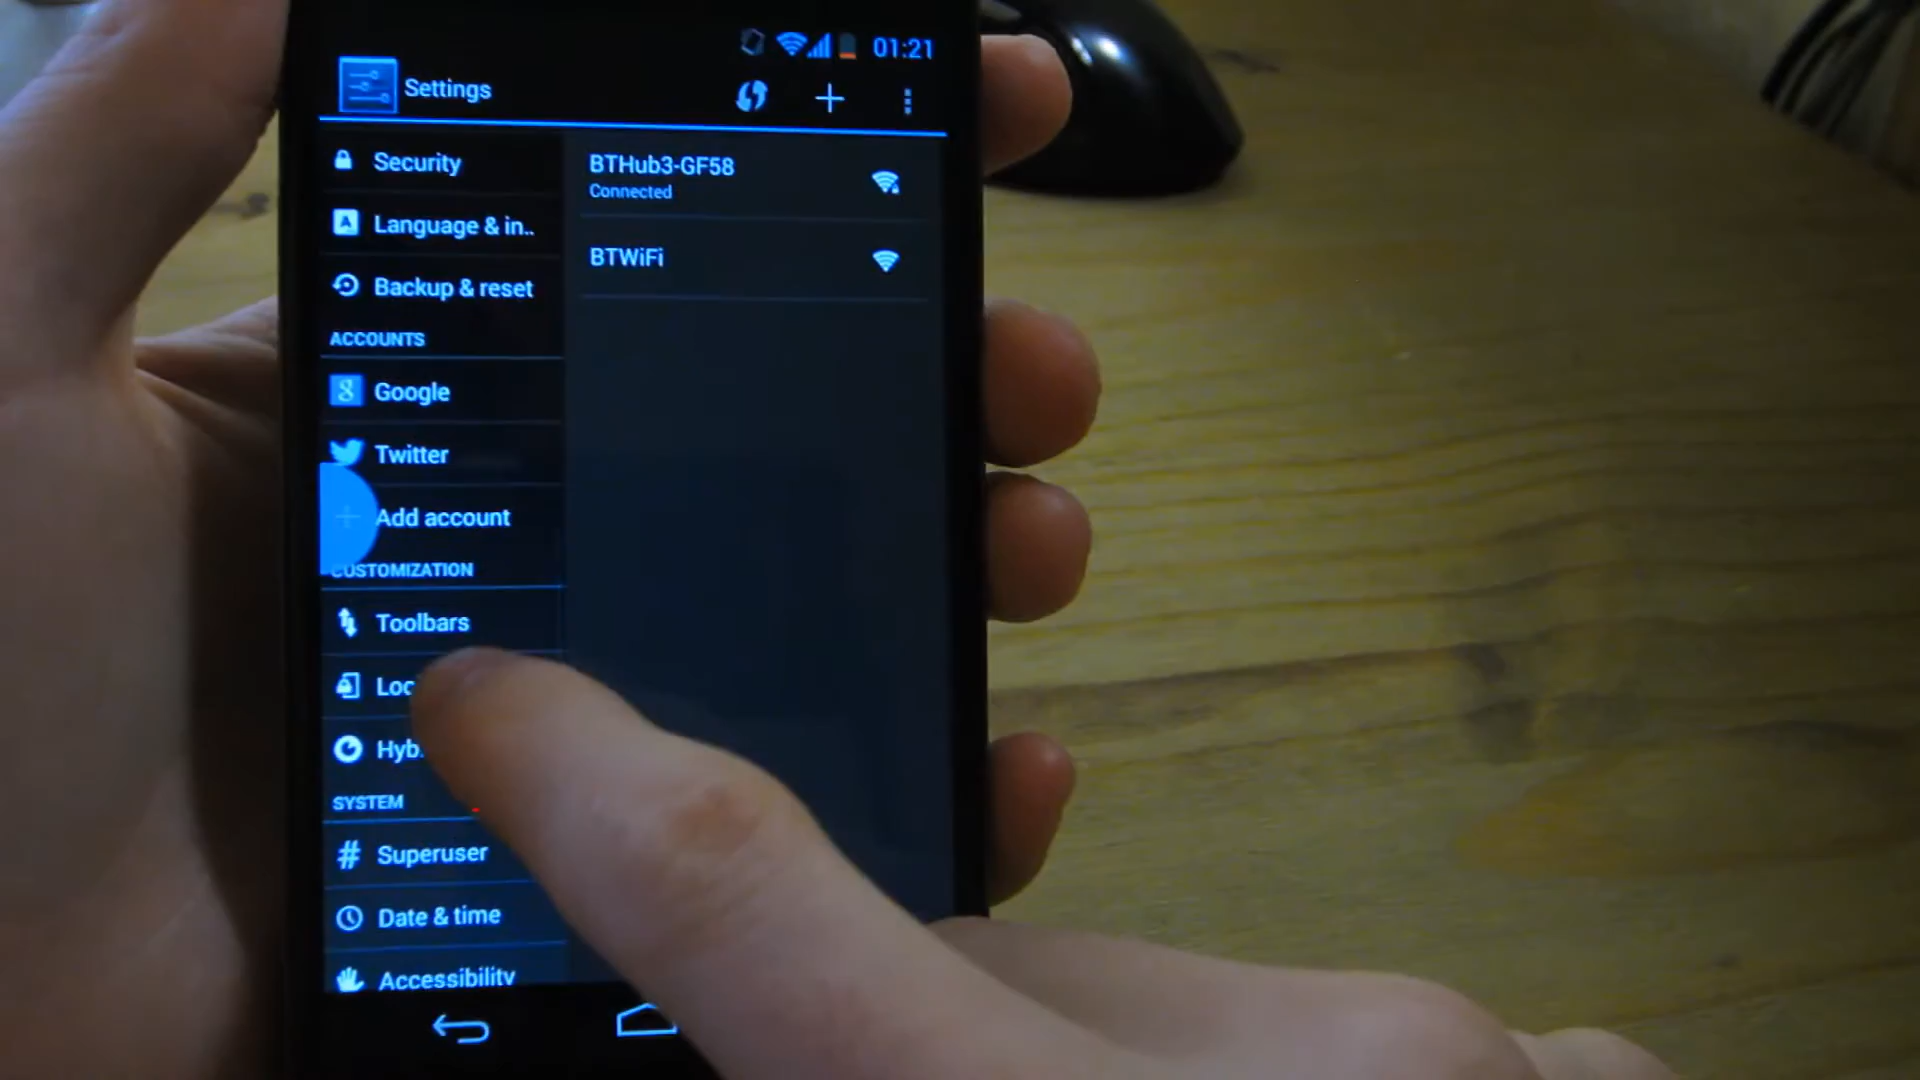 01:21
Settings
Security
Language & in..
Backup & reset
ACCOUNTS
Google
Twitter
Add account
CUSTOMIZATION
Toolbars
Loc
Hyb
SYSTEM
# Superuser
Date & time
Accessibility
BTHub3-GF58
Connected
BTWiFi